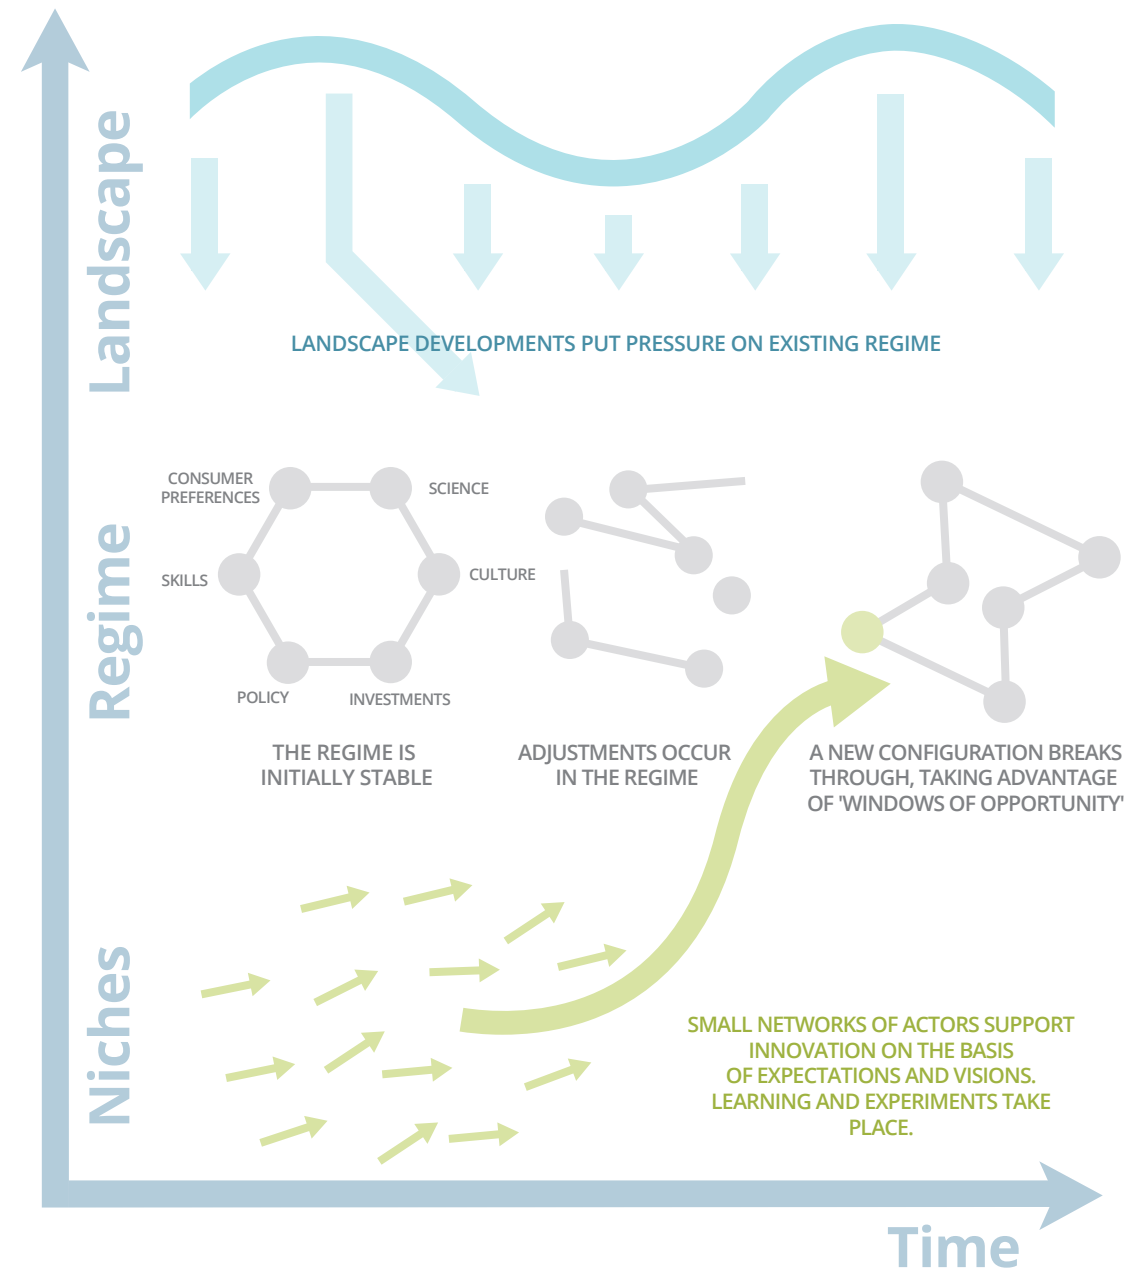 Landscape
LANDSCAPE DEVELOPMENTS PUT PRESSURE ON EXISTING REGIME
Regime
CONSUMER
PREFERENCES
SCIENCE
SKILLS
CULTURE
POLICY
INVESTMENTS
THE REGIME IS
INITIALLY STABLE
ADJUSTMENTS OCCUR
IN THE REGIME
A NEW CONFIGURATION BREAKS
THROUGH, TAKING ADVANTAGE
OF 'WINDOWS OF OPPORTUNITY'
Niches
SMALL NETWORKS OF ACTORS SUPPORT
INNOVATION ON THE BASIS
OF EXPECTATIONS AND VISIONS.
LEARNING AND EXPERIMENTS TAKE
PLACE.
Time